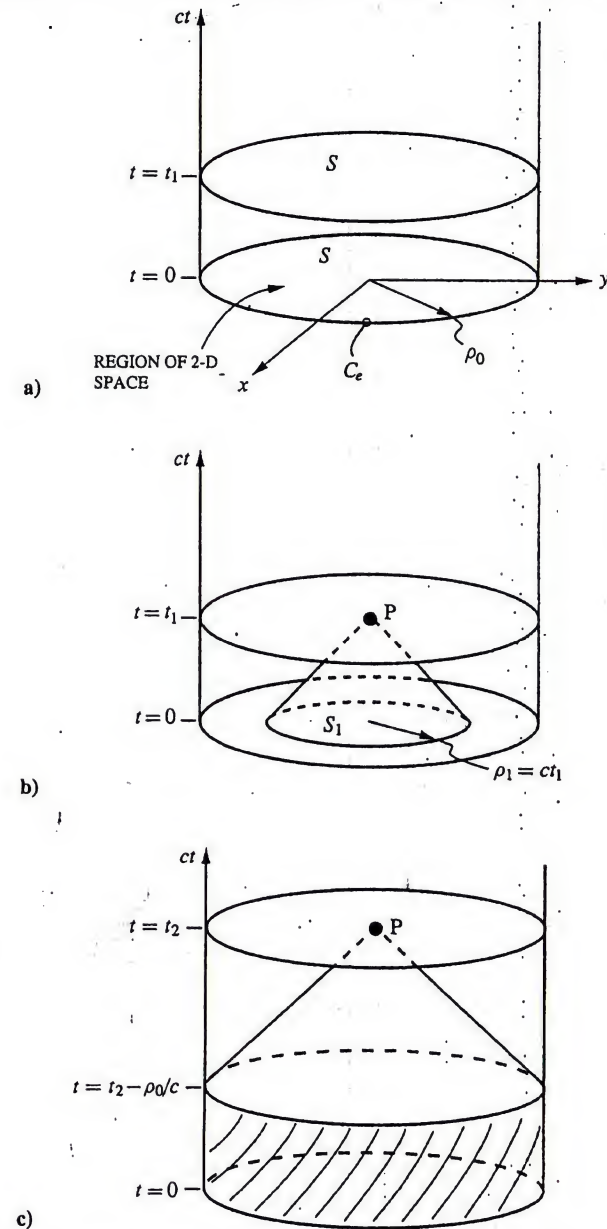 ct
S
t = t₁
S
t = 0
y
ρ₀
REGION OF 2-D
SPACE
x
Cₑ
a)
ct
t = t₁
P
t = 0
S₁
ρ₁ = ct₁
b)
ct
t = t₂
P
t = t₂ – ρ₀/c
t = 0
c)